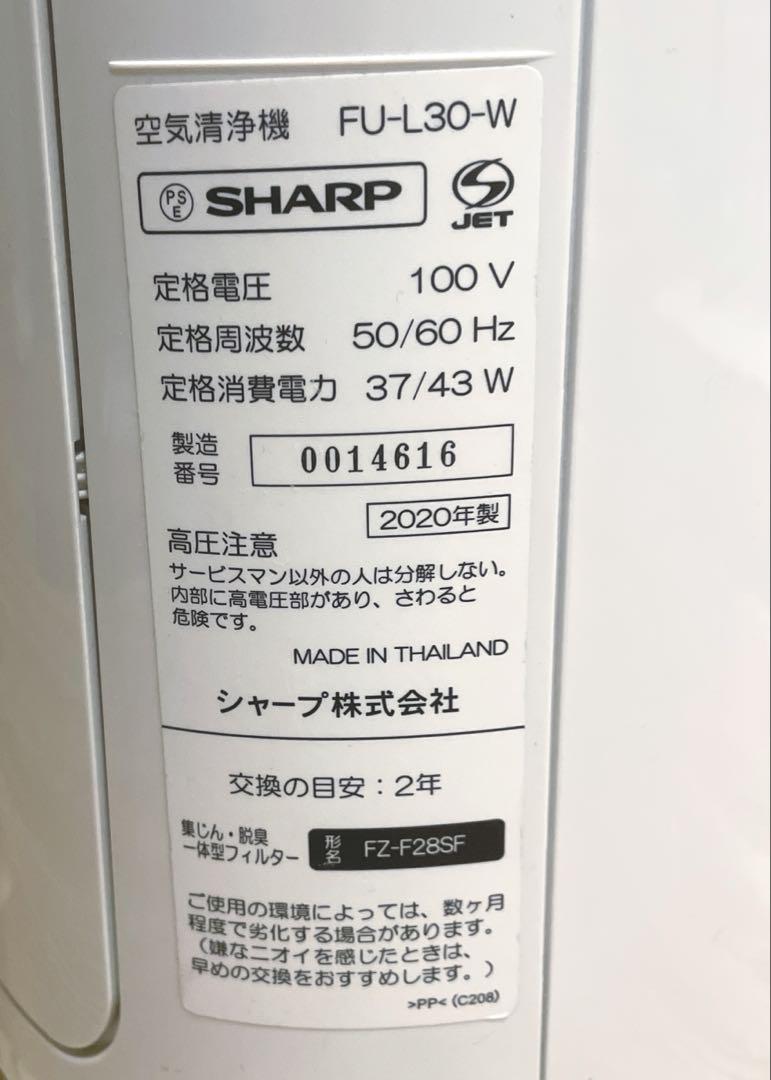 空気清浄機 FU-L30-W
PSE SHARP JET
定格電圧 100 V
定格周波数 50/60 Hz
定格消費電力 37/43 W
製造
番号 0014616
2020年製
高圧注意
サービスマン以外の人は分解しない。
内部に高電圧部があり、さわると
危険です。
MADE IN THAILAND
シャープ株式会社
交換の目安：2年
集じん・脱臭
一体型フィルター 形名 FZ-F28SF
ご使用の環境によっては、数ヶ月
程度で劣化する場合があります。
（嫌なニオイを感じたときは、
早めの交換をおすすめします。）
>PP< (C208)